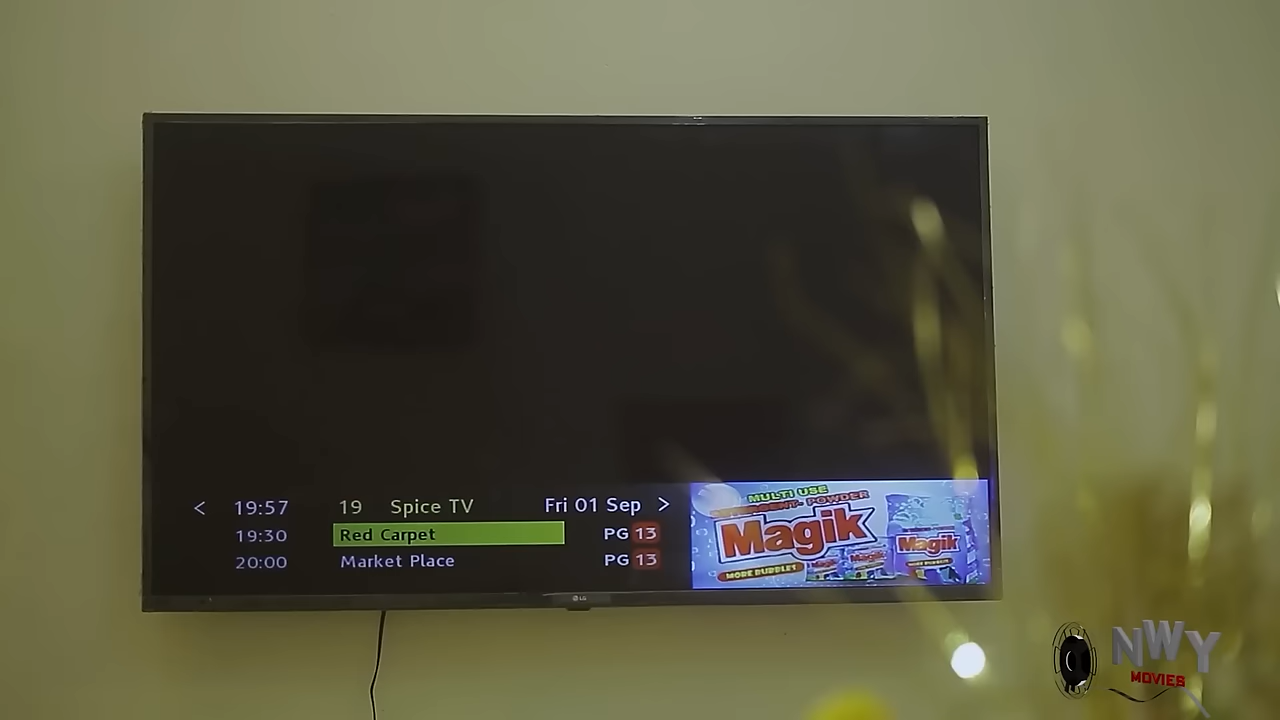 < 19:57 19 Spice TV Fri 01 Sep >
19:30 Red Carpet PG 13
20:00 Market Place PG 13
MULTI USE
DETERGENT- POWDER
Magik
MORE BUBBLES
Magik
Magik
LG
NWY
MOVIES